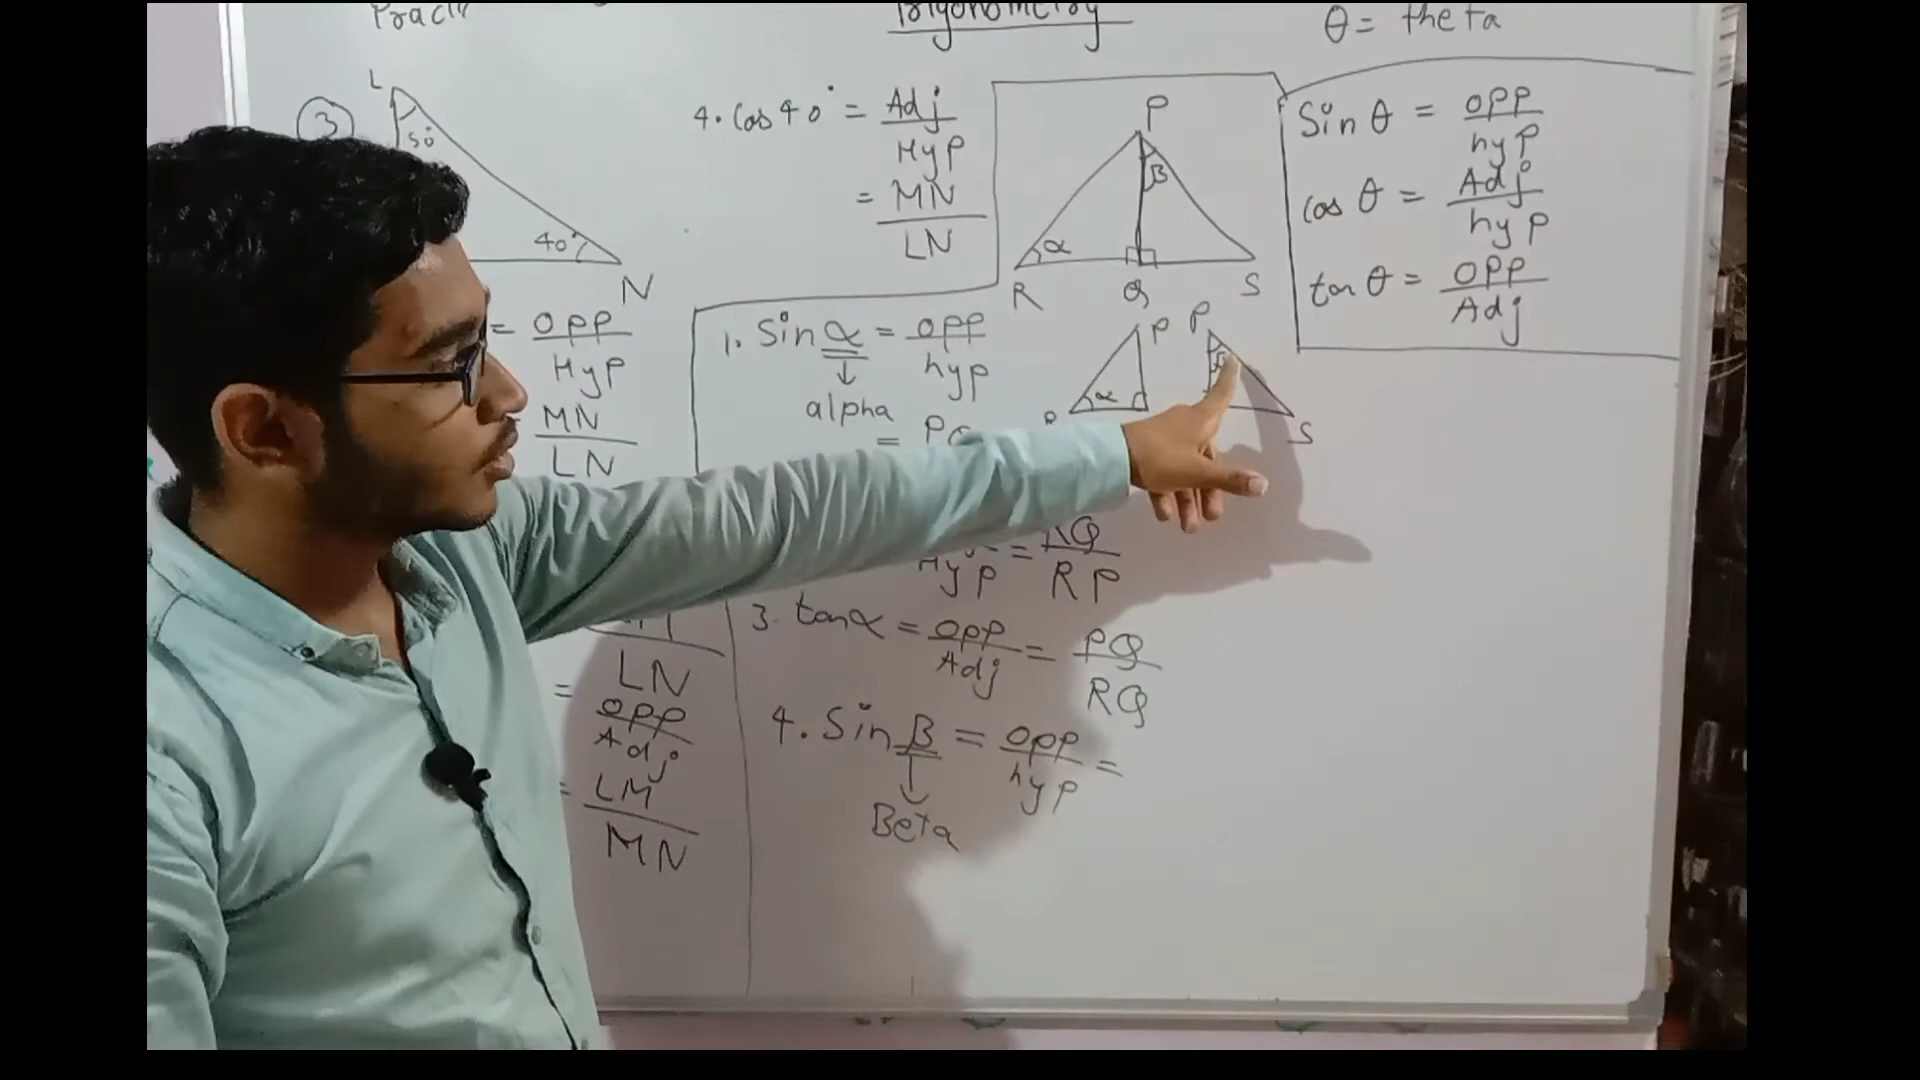 Trigonometry
θ = theta
3
L
50°
40°
N
= opp
Hyp
MN
LN
LN
= opp
Adj
= LM
MN
4. Cos 40° = Adj
Hyp
= MN
LN
P
β
α
R
Q
S
Sin θ = opp
hyp
cos θ = Adj
hyp
tan θ = opp
Adj
1. Sin α = opp
hyp
alpha
= PQ
P
α
P
S
Hyp = RQ
RP
3. tan α = opp = PQ
Adj RQ
4. Sin β = opp =
hyp
Beta